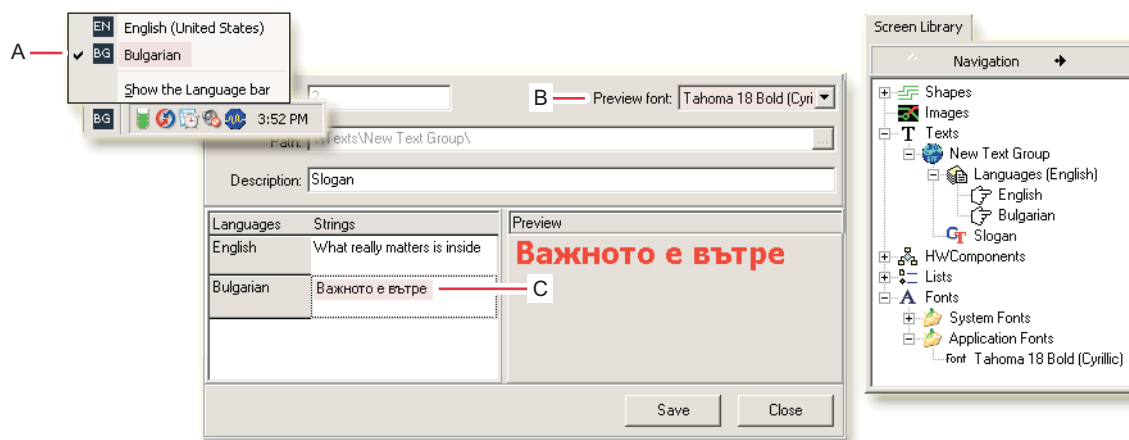 EN English (United States)
A
BG Bulgarian
Show the Language bar
BG 3:52 PM
2
B
Preview font: Tahoma 18 Bold (Cyri
Path: \\Texts\New Text Group\ ...
Description: Slogan
Languages Strings Preview
English What really matters is inside
Важното е вътре
Bulgarian Важното е вътре
C
Save Close
Screen Library
Navigation
Shapes
Images
T Texts
New Text Group
Languages (English)
English
Bulgarian
GT Slogan
HWComponents
Lists
A Fonts
System Fonts
Application Fonts
Font Tahoma 18 Bold (Cyrillic)